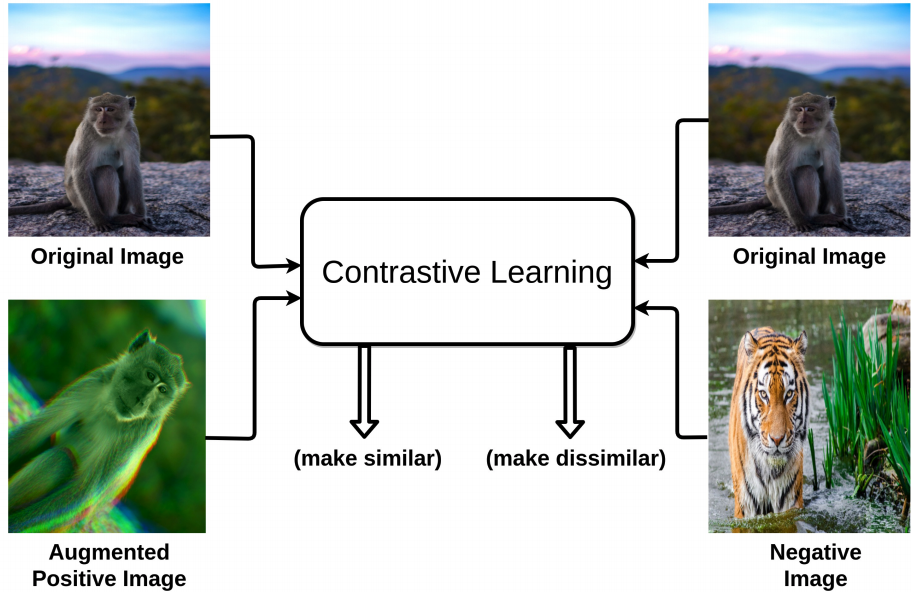 Original Image
Original Image
Contrastive Learning
(make similar)
(make dissimilar)
Augmented
Positive Image
Negative
Image